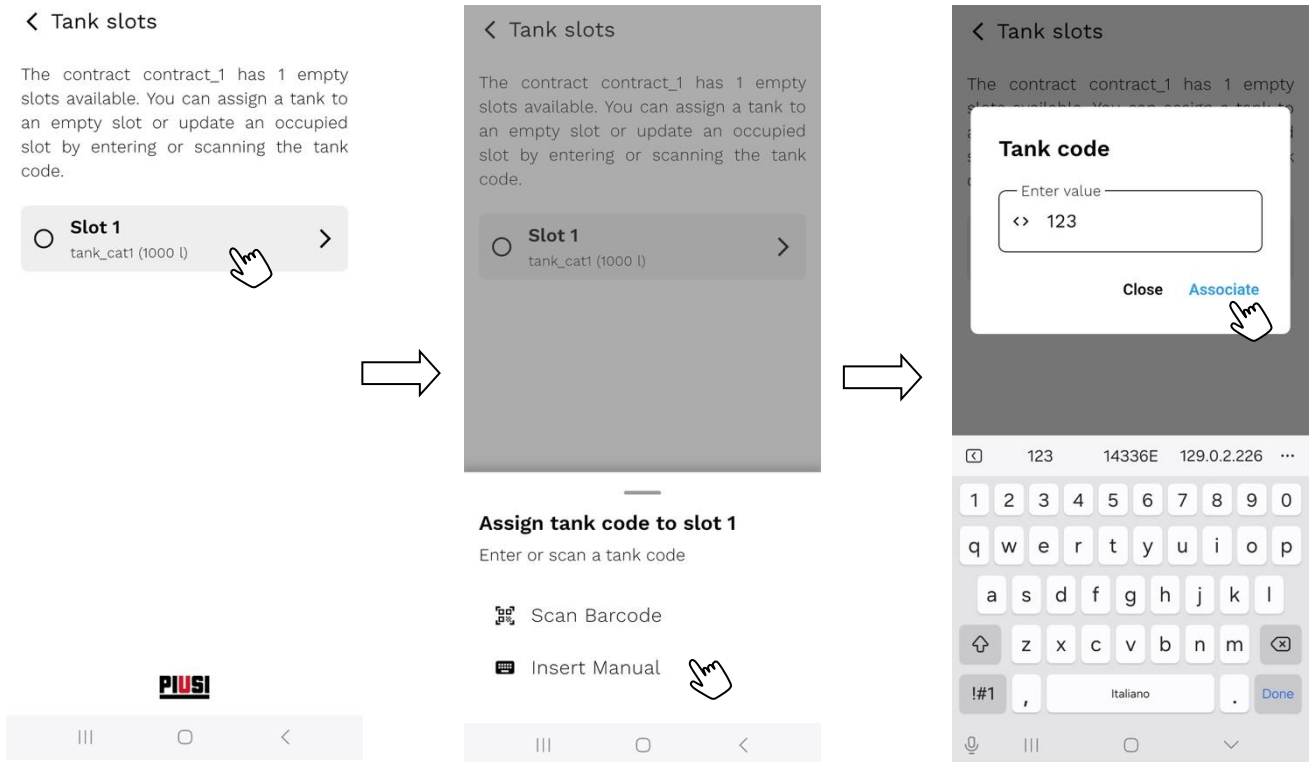 Tank slots
The contract contract_1 has 1 empty
slots available. You can assign a tank to
an empty slot or update an occupied
slot by entering or scanning the tank
code.
Slot 1
tank_cat1 (1000 l)
PIUSI
Tank slots
The contract contract_1 has 1 empty
slots available. You can assign a tank to
an empty slot or update an occupied
slot by entering or scanning the tank
code.
Slot 1
tank_cat1 (1000 l)
Assign tank code to slot 1
Enter or scan a tank code
Scan Barcode
Insert Manual
Tank slots
The contract contract_1 has 1 empty
Tank code
Enter value
<> 123
Close Associate
123 14336E 129.0.2.226 ...
1 2 3 4 5 6 7 8 9 0
q w e r t y u i o p
a s d f g h j k l
z x c v b n m
!#1 , Italiano . Done